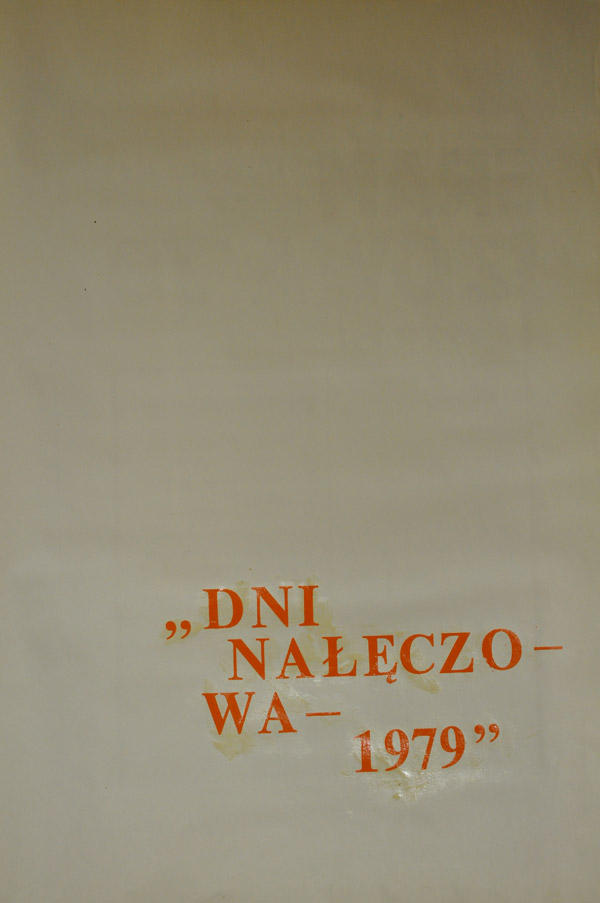 „DNI
NAŁĘCZO–
WA–
1979”